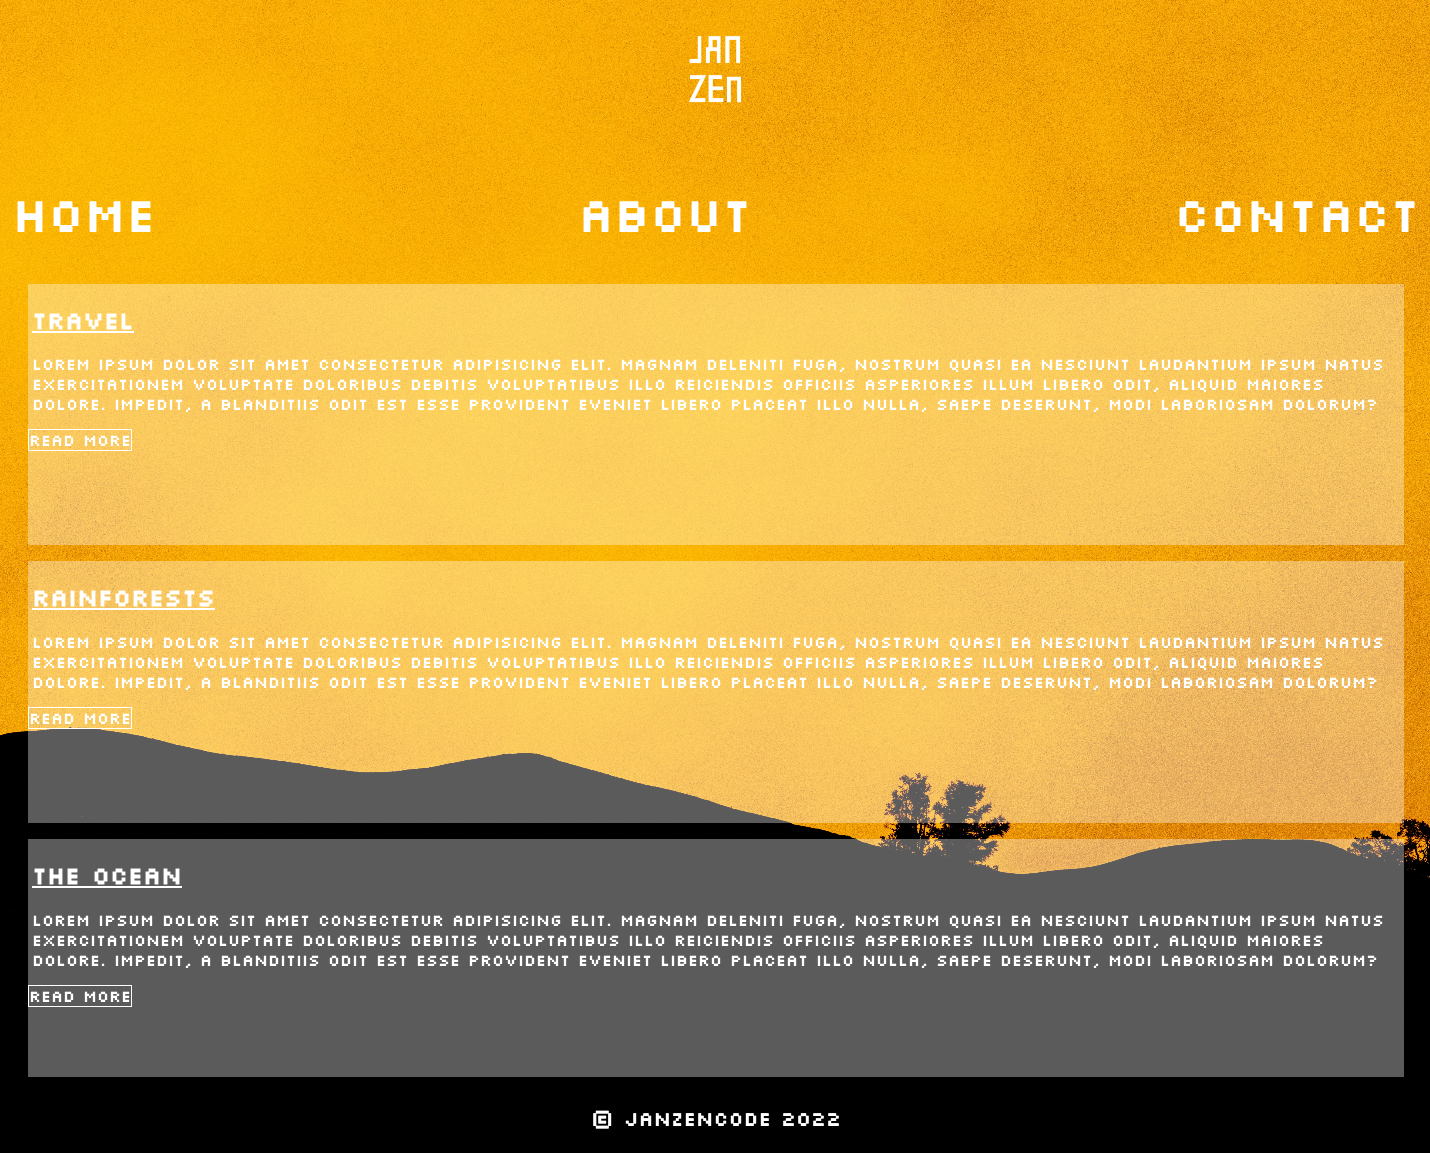 JAN
ZEN
HOME ABOUT CONTACT
TRAVEL
LOREM IPSUM DOLOR SIT AMET CONSECTETUR ADIPISICING ELIT. MAGNAM DELENITI FUGA, NOSTRUM QUASI EA NESCIUNT LAUDANTIUM IPSUM NATUS
EXERCITATIONEM VOLUPTATE DOLORIBUS DEBITIS VOLUPTATIBUS ILLO REICIENDIS OFFICIIS ASPERIORES ILLUM LIBERO ODIT, ALIQUID MAIORES
DOLORE. IMPEDIT, A BLANDITIIS ODIT EST ESSE PROVIDENT EVENIET LIBERO PLACEAT ILLO NULLA, SAEPE DESERUNT, MODI LABORIOSAM DOLORUM?
READ MORE
RAINFORESTS
LOREM IPSUM DOLOR SIT AMET CONSECTETUR ADIPISICING ELIT. MAGNAM DELENITI FUGA, NOSTRUM QUASI EA NESCIUNT LAUDANTIUM IPSUM NATUS
EXERCITATIONEM VOLUPTATE DOLORIBUS DEBITIS VOLUPTATIBUS ILLO REICIENDIS OFFICIIS ASPERIORES ILLUM LIBERO ODIT, ALIQUID MAIORES
DOLORE. IMPEDIT, A BLANDITIIS ODIT EST ESSE PROVIDENT EVENIET LIBERO PLACEAT ILLO NULLA, SAEPE DESERUNT, MODI LABORIOSAM DOLORUM?
READ MORE
THE OCEAN
LOREM IPSUM DOLOR SIT AMET CONSECTETUR ADIPISICING ELIT. MAGNAM DELENITI FUGA, NOSTRUM QUASI EA NESCIUNT LAUDANTIUM IPSUM NATUS
EXERCITATIONEM VOLUPTATE DOLORIBUS DEBITIS VOLUPTATIBUS ILLO REICIENDIS OFFICIIS ASPERIORES ILLUM LIBERO ODIT, ALIQUID MAIORES
DOLORE. IMPEDIT, A BLANDITIIS ODIT EST ESSE PROVIDENT EVENIET LIBERO PLACEAT ILLO NULLA, SAEPE DESERUNT, MODI LABORIOSAM DOLORUM?
READ MORE
© JANZENCODE 2022